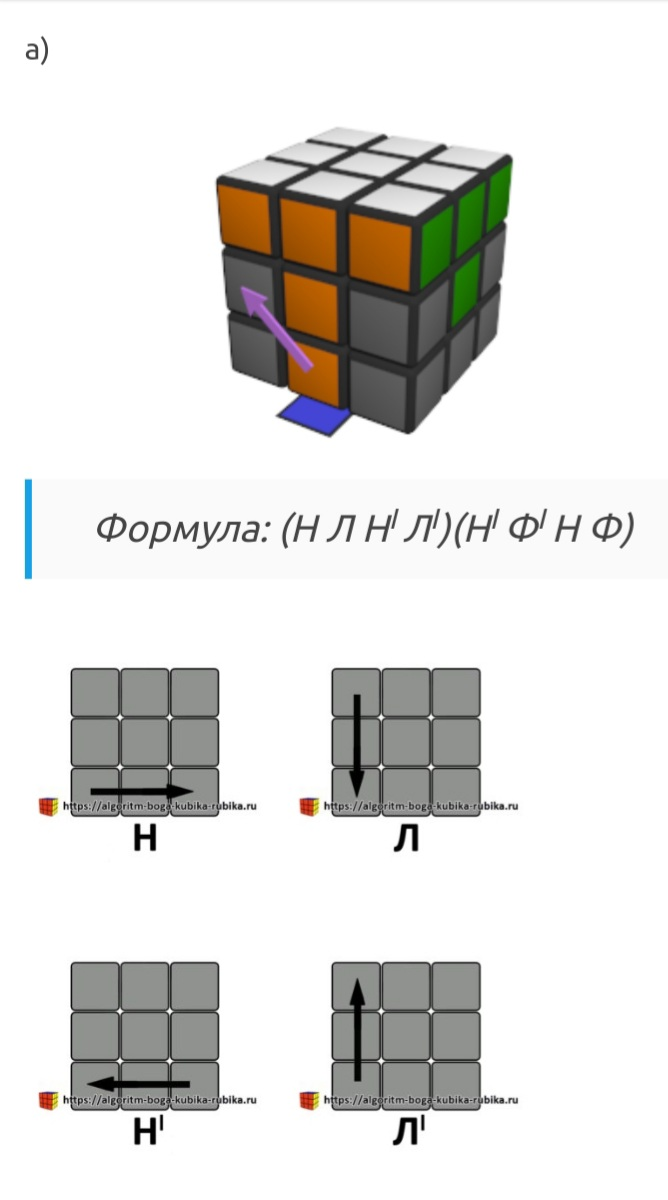 а)
Формула: (Н Л Н' Л')(Н' Ф' Н Ф)
https://algoritm-boga-kubika-rubika.ru
https://algoritm-boga-kubika-rubika.ru
Н
Л
https://algoritm-boga-kubika-rubika.ru
https://algoritm-boga-kubika-rubika.ru
Н'
Л'